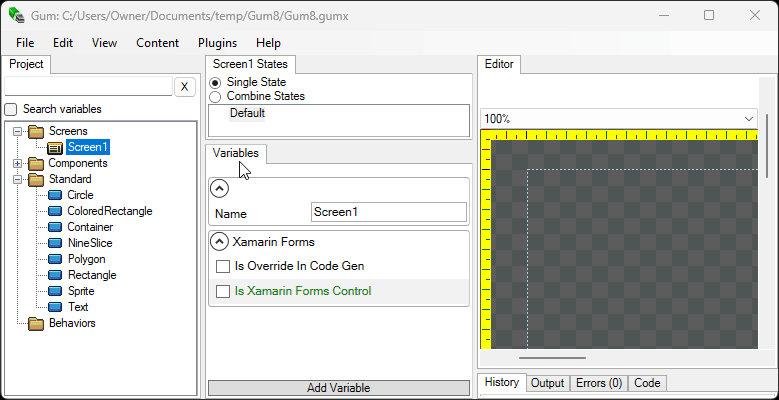 Gum: C:/Users/Owner/Documents/temp/Gum8/Gum8.gumx
File Edit View Content Plugins Help
Project
X
Search variables
Screens
Screen1
Components
Standard
Circle
ColoredRectangle
Container
NineSlice
Polygon
Rectangle
Sprite
Text
Behaviors
Screen1 States
Single State
Combine States
Default
Variables
Name Screen1
Xamarin Forms
Is Override In Code Gen
Is Xamarin Forms Control
Add Variable
Editor
100%
History Output Errors (0) Code